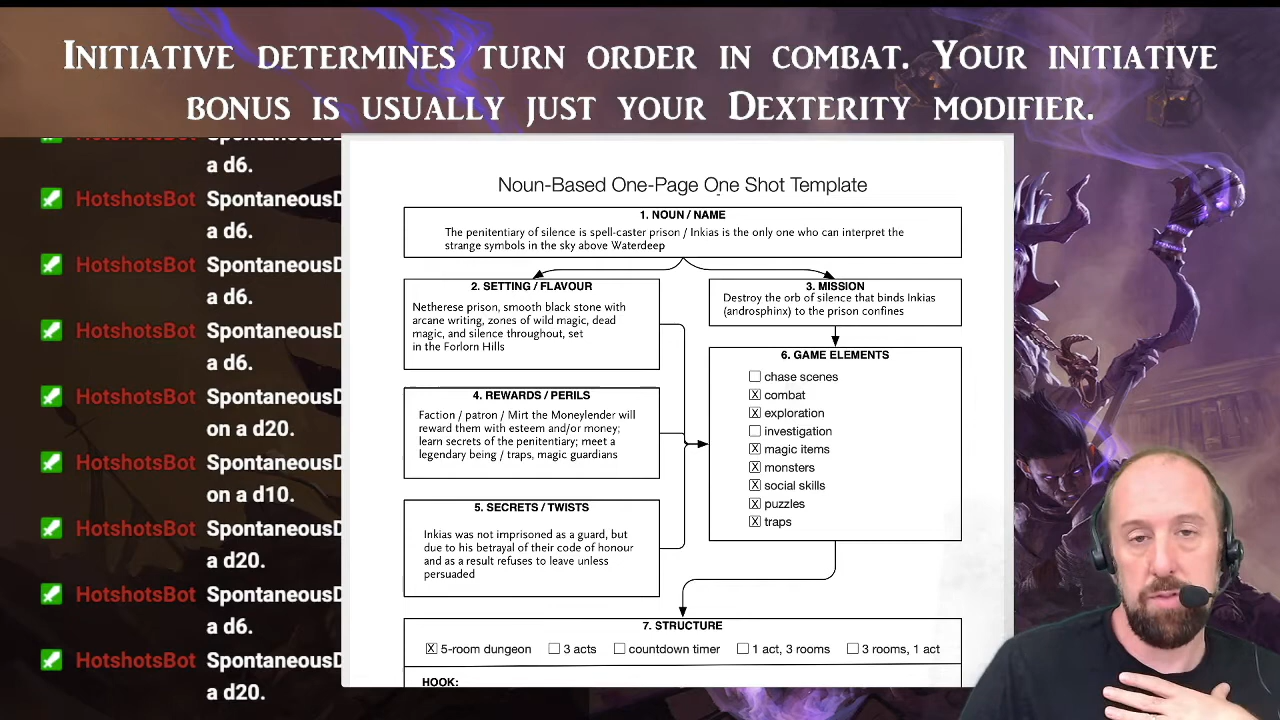 INITIATIVE DETERMINES TURN ORDER IN COMBAT. YOUR INITIATIVE
BONUS IS USUALLY JUST YOUR DEXTERITY MODIFIER.
HotshotsBot
a d6.
HotshotsBot SpontaneousD
a d6.
HotshotsBot SpontaneousD
a d6.
HotshotsBot SpontaneousD
a d6.
HotshotsBot SpontaneousD
on a d20.
HotshotsBot SpontaneousD
on a d10.
HotshotsBot SpontaneousD
a d20.
HotshotsBot SpontaneousD
a d6.
HotshotsBot SpontaneousD
a d20.
Noun-Based One-Page One Shot Template
1. NOUN / NAME
The penitentiary of silence is spell-caster prison / Inkias is the only one who can interpret the
strange symbols in the sky above Waterdeep
2. SETTING / FLAVOUR
Netherese prison, smooth black stone with
arcane writing, zones of wild magic, dead
magic, and silence throughout, set
in the Forlorn Hills
3. MISSION
Destroy the orb of silence that binds Inkias
(androsphinx) to the prison confines
4. REWARDS / PERILS
Faction / patron / Mirt the Moneylender will
reward them with esteem and/or money;
learn secrets of the penitentiary; meet a
legendary being / traps, magic guardians
5. SECRETS / TWISTS
Inkias was not imprisoned as a guard, but
due to his betrayal of their code of honour
and as a result refuses to leave unless
persuaded
6. GAME ELEMENTS
chase scenes
X combat
X exploration
investigation
X magic items
X monsters
X social skills
X puzzles
X traps
7. STRUCTURE
X 5-room dungeon 3 acts countdown timer 1 act, 3 rooms 3 rooms, 1 act
HOOK: